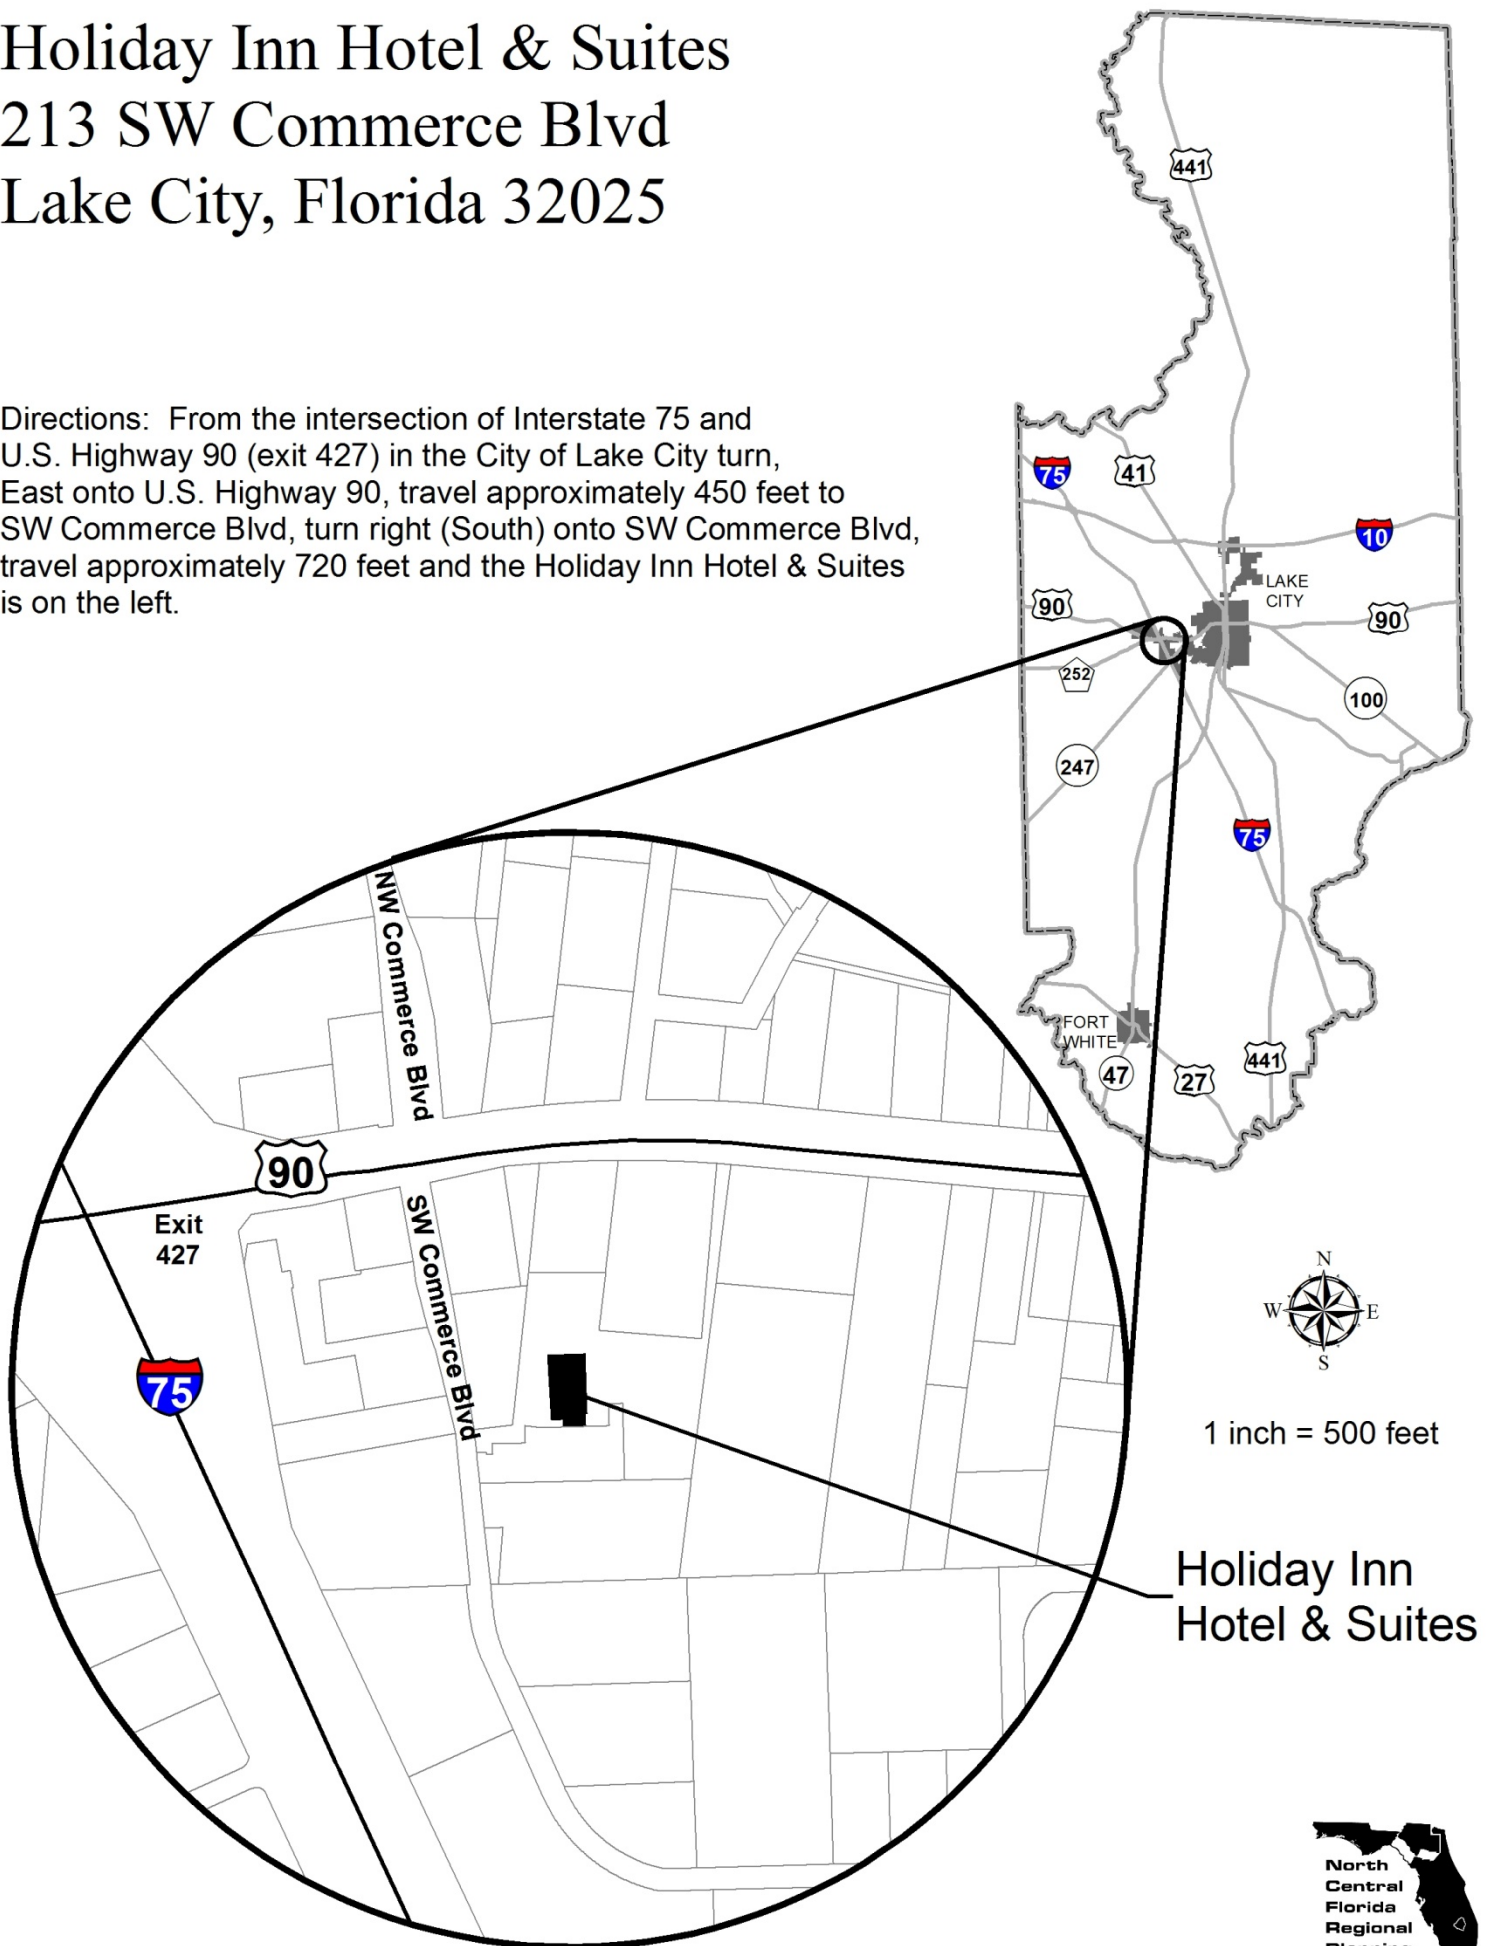 Holiday Inn Hotel & Suites
213 SW Commerce Blvd
Lake City, Florida 32025
Directions: From the intersection of Interstate 75 and
U.S. Highway 90 (exit 427) in the City of Lake City turn,
East onto U.S. Highway 90, travel approximately 450 feet to
SW Commerce Blvd, turn right (South) onto SW Commerce Blvd,
travel approximately 720 feet and the Holiday Inn Hotel & Suites
is on the left.
441
75
41
10
LAKE
CITY
90
90
252
100
247
75
FORT
WHITE
47
27
441
NW Commerce Blvd
90
Exit
427
SW Commerce Blvd
75
N
W
E
S
1 inch = 500 feet
Holiday Inn
Hotel & Suites
North
Central
Florida
Regional